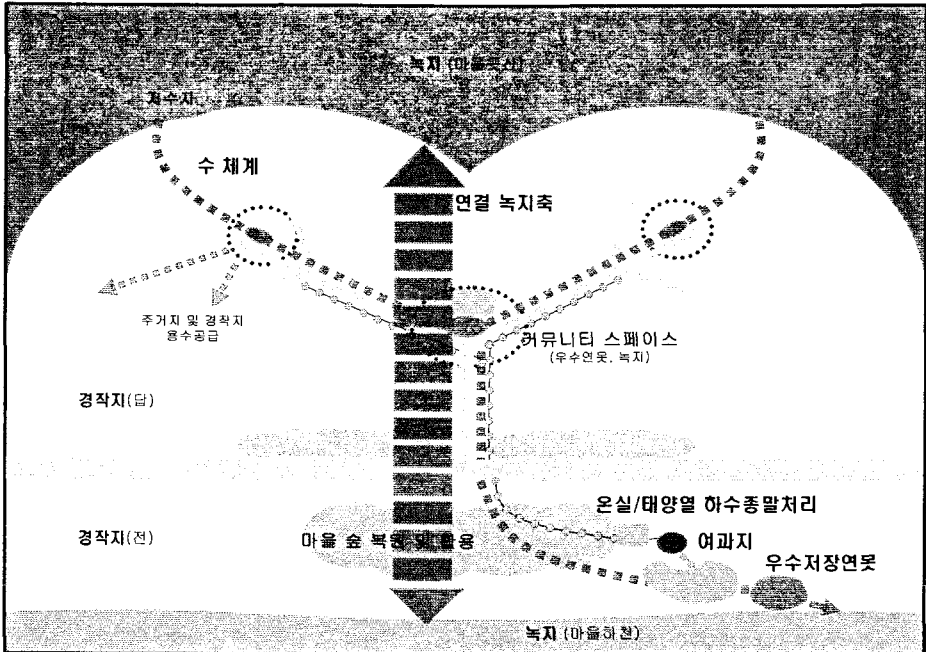 녹지 (마을뒷산)
저수지
수 체계
연결 녹지축
주거지 및 경작지
용수공급
커뮤니티 스페이스
(우수연못, 녹지)
경작지(답)
온실/태양열 하수종말처리
경작지(전)
마을 숲 복원 및 활용
여과지
우수저장연못
녹지 (마을하천)